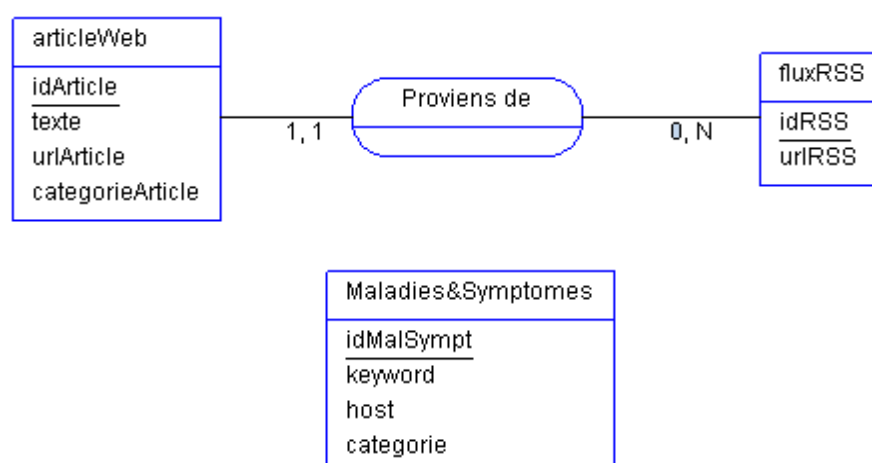 articleWeb
idArticle
texte
urlArticle
categorieArticle
1, 1
Proviens de
0, N
fluxRSS
idRSS
urlRSS
Maladies&Symptomes
idMalSympt
keyword
host
categorie